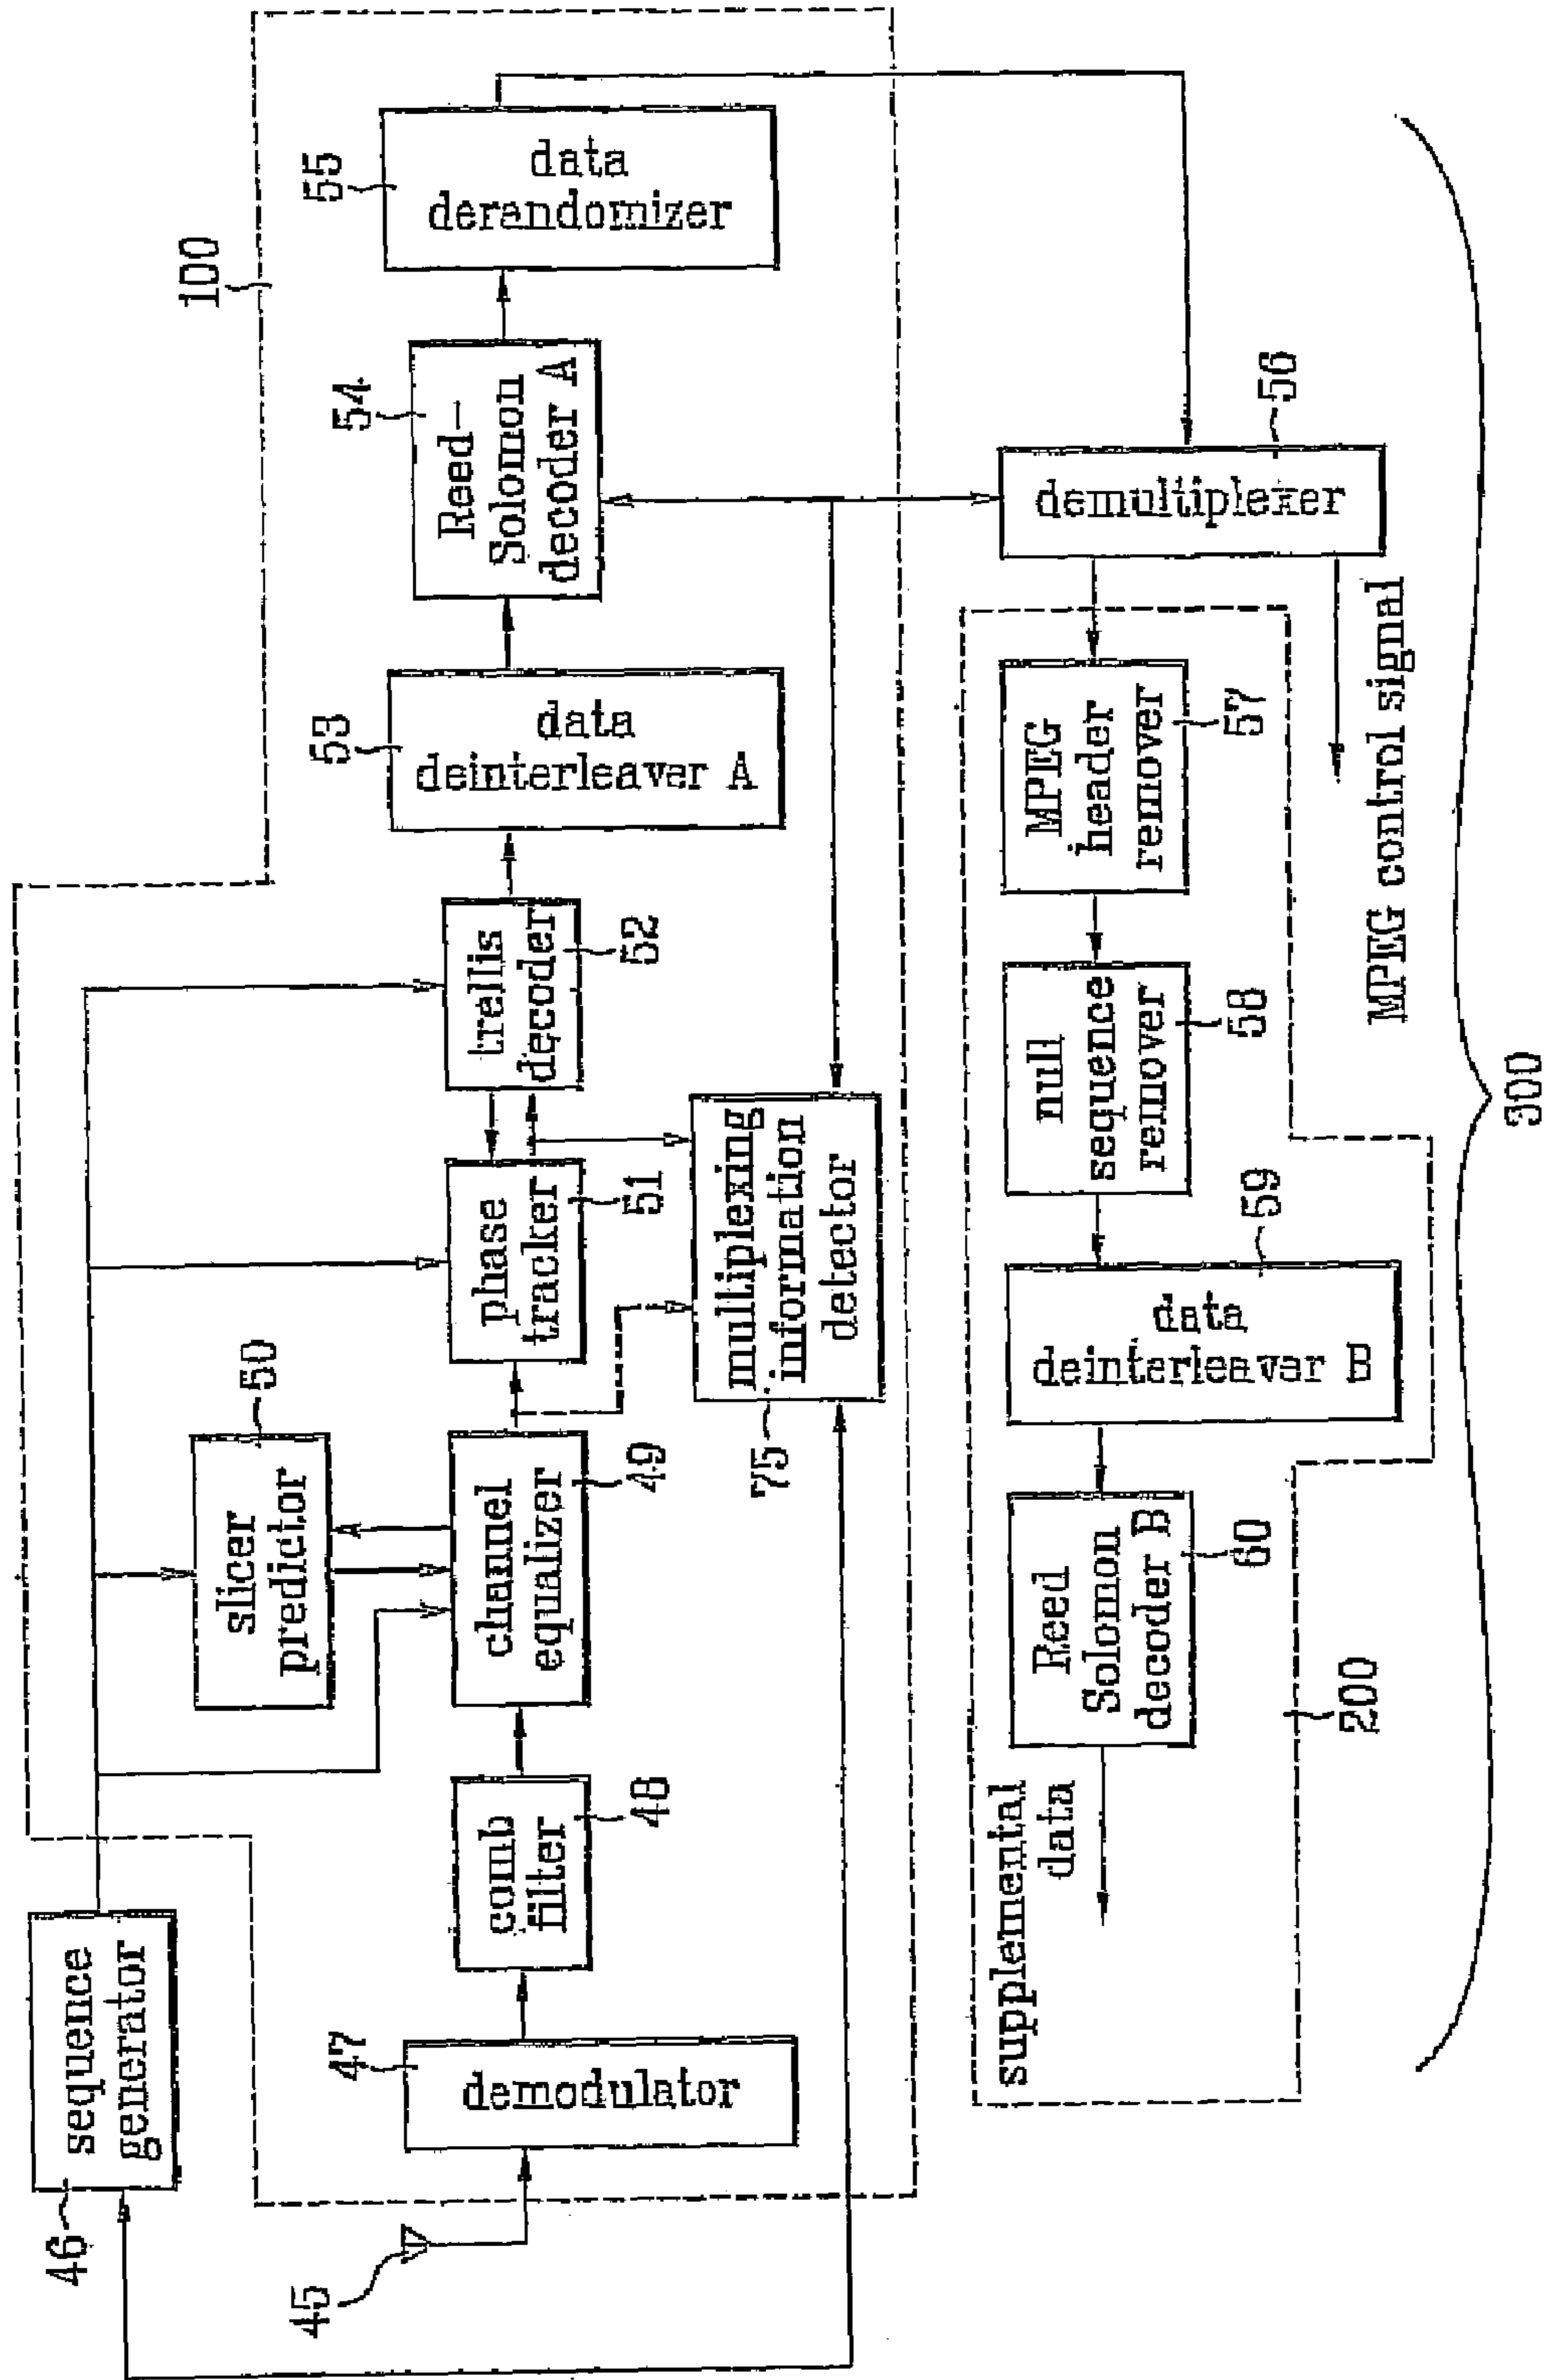 46
sequence
generator
45
47
demodulator
comb
filter
48
slicer
predictor
50
channel
equalizer
49
phase
tracker
51
trellis
decoder
52
53
data
deinterleaver A
54
Reed-
Solomon
decoder A
55
data
derandomizer
100
75
multiplexing
information
detector
supplemental
data
Reed
Solomon
decoder B
60
data
deinterleaver B
59
null
sequence
remover
58
MPEG
header
remover
57
demultiplexer
56
MPEG control signal
200
300